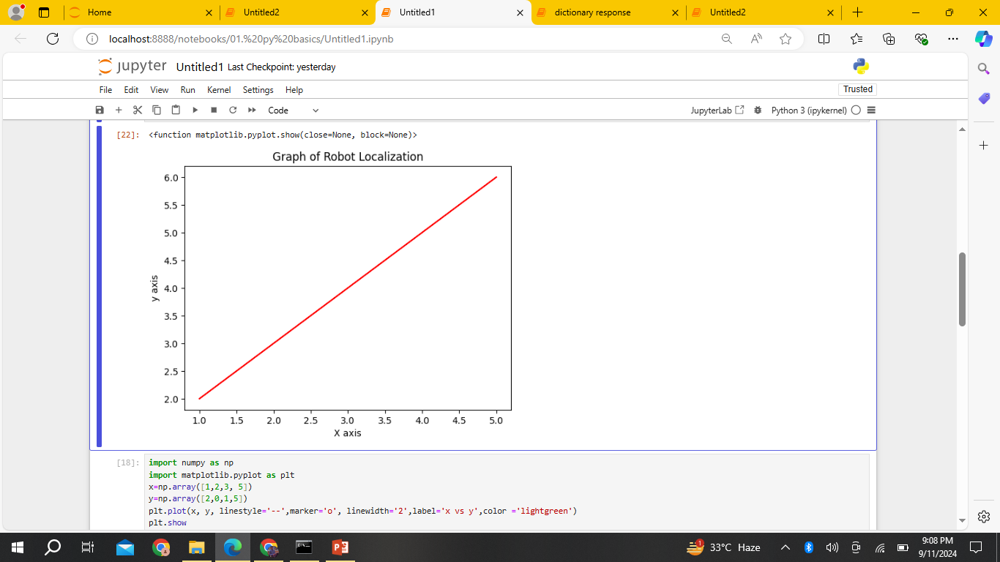 Home
Untitled2
Untitled1
dictionary response
Untitled2
localhost:8888/notebooks/01.%20py%20basics/Untitled1.ipynb
jupyter Untitled1 Last Checkpoint: yesterday
File Edit View Run Kernel Settings Help
Trusted
Code
JupyterLab
Python 3 (ipykernel)
[22]: <function matplotlib.pyplot.show(close=None, block=None)>
Graph of Robot Localization
6.0
5.5
5.0
4.5
4.0
3.5
3.0
2.5
2.0
y axis
1.0 1.5 2.0 2.5 3.0 3.5 4.0 4.5 5.0
X axis
[18]: import numpy as np
import matplotlib.pyplot as plt
x=np.array([1,2,3, 5])
y=np.array([2,0,1,5])
plt.plot(x, y, linestyle='--',marker='o', linewidth='2',label='x vs y',color ='lightgreen')
plt.show
1
33°C Haze
9:08 PM
9/11/2024